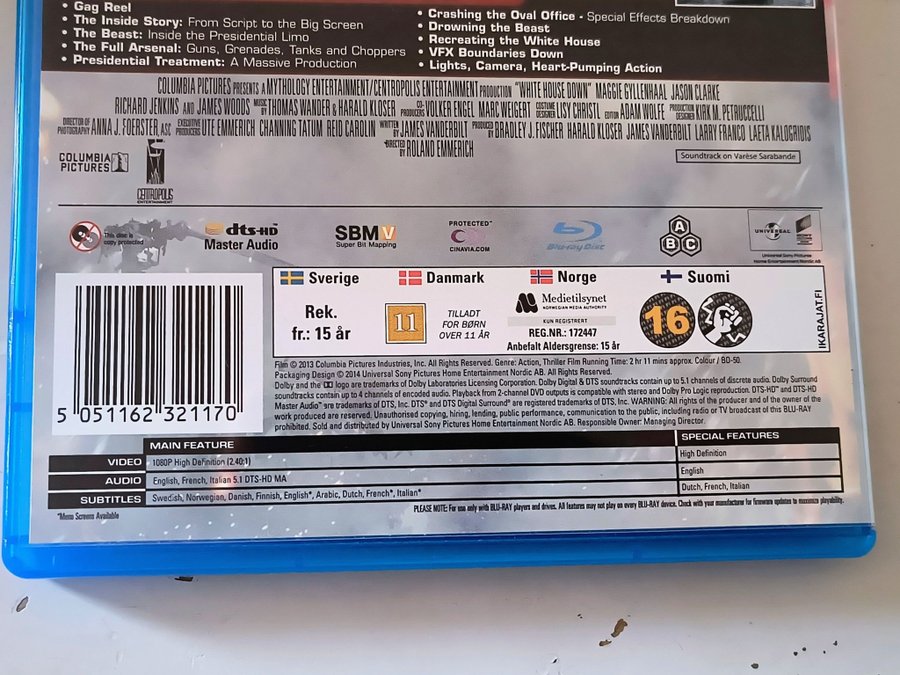 • Gag Reel
• The Inside Story: From Script to the Big Screen
• The Beast: Inside the Presidential Limo
• The Full Arsenal: Guns, Grenades, Tanks and Choppers
• Presidential Treatment: A Massive Production
• Crashing the Oval Office - Special Effects Breakdown
• Drowning the Beast
• Recreating the White House
• VFX Boundaries Down
• Lights, Camera, Heart-Pumping Action
COLUMBIA PICTURES PRESENTS A MYTHOLOGY ENTERTAINMENT/CENTROPOLIS ENTERTAINMENT PRODUCTION "WHITE HOUSE DOWN" MAGGIE GYLLENHAAL JASON CLARKE
RICHARD JENKINS AND JAMES WOODS MUSIC BY THOMAS WANDER & HARALD KLOSER CO-PRODUCERS VOLKER ENGEL MARC WEIGERT COSTUME DESIGNER LISY CHRISTL EDITOR ADAM WOLFE PRODUCTION DESIGNER KIRK M. PETRUCCELLI
DIRECTOR OF PHOTOGRAPHY ANNA J. FOERSTER, ASC EXECUTIVE PRODUCERS UTE EMMERICH CHANNING TATUM REID CAROLIN WRITTEN BY JAMES VANDERBILT PRODUCED BY BRADLEY J. FISCHER HARALD KLOSER JAMES VANDERBILT LARRY FRANCO LAETA KALOGRIDIS
DIRECTED BY ROLAND EMMERICH
COLUMBIA PICTURES
CENTROPOLIS
ENTERTAINMENT
Soundtrack on Varèse Sarabande
This disc is
copy protected
dts-HD
Master Audio
SBMV
Super Bit Mapping
PROTECTED™
CINAVIA.COM
Blu-ray Disc
A
B C
UNIVERSAL
SONY
Universal Sony Pictures
Home Entertainment Nordic AB
Sverige
Danmark
Norge
Suomi
Rek.
fr.: 15 år
11
TILLADT
FOR BØRN
OVER 11 ÅR
Medietilsynet
NORWEGIAN MEDIA AUTHORITY
KUN REGISTRERT
REG.NR.: 172447
Anbefalt Aldersgrense: 15 år
16
IKARAJAT.FI
5 051162 321170
Film © 2013 Columbia Pictures Industries, Inc. All Rights Reserved. Genre: Action, Thriller Film Running Time: 2 hr 11 mins approx. Colour / BD-50.
Packaging Design © 2014 Universal Sony Pictures Home Entertainment Nordic AB. All Rights Reserved.
Dolby and the DD logo are trademarks of Dolby Laboratories Licensing Corporation. Dolby Digital & DTS soundtracks contain up to 5.1 channels of discrete audio. Dolby Surround
soundtracks contain up to 4 channels of encoded audio. Playback from 2-channel DVD outputs is compatible with stereo and Dolby Pro Logic reproduction. DTS-HD™ and DTS-HD
Master Audio™ are trademarks of DTS, Inc. DTS® and DTS Digital Surround® are registered trademarks of DTS, Inc. WARNING: All rights of the producer and of the owner of the
work produced are reserved. Unauthorised copying, hiring, lending, public performance, communication to the public, including radio or TV broadcast of this BLU-RAY
prohibited. Sold and distributed by Universal Sony Pictures Home Entertainment Nordic AB. Responsible Owner: Managing Director.
MAIN FEATURE
SPECIAL FEATURES
VIDEO 1080P High Definition (2.40:1) High Definition
AUDIO English, French, Italian 5.1 DTS-HD MA English
SUBTITLES Swedish, Norwegian, Danish, Finnish, English*, Arabic, Dutch, French*, Italian* Dutch, French, Italian
*Menu Screens Available
PLEASE NOTE: For use only with BLU-RAY players and drives. All features may not play on every BLU-RAY device. Check with your manufacturer for firmware updates to maximize playability.